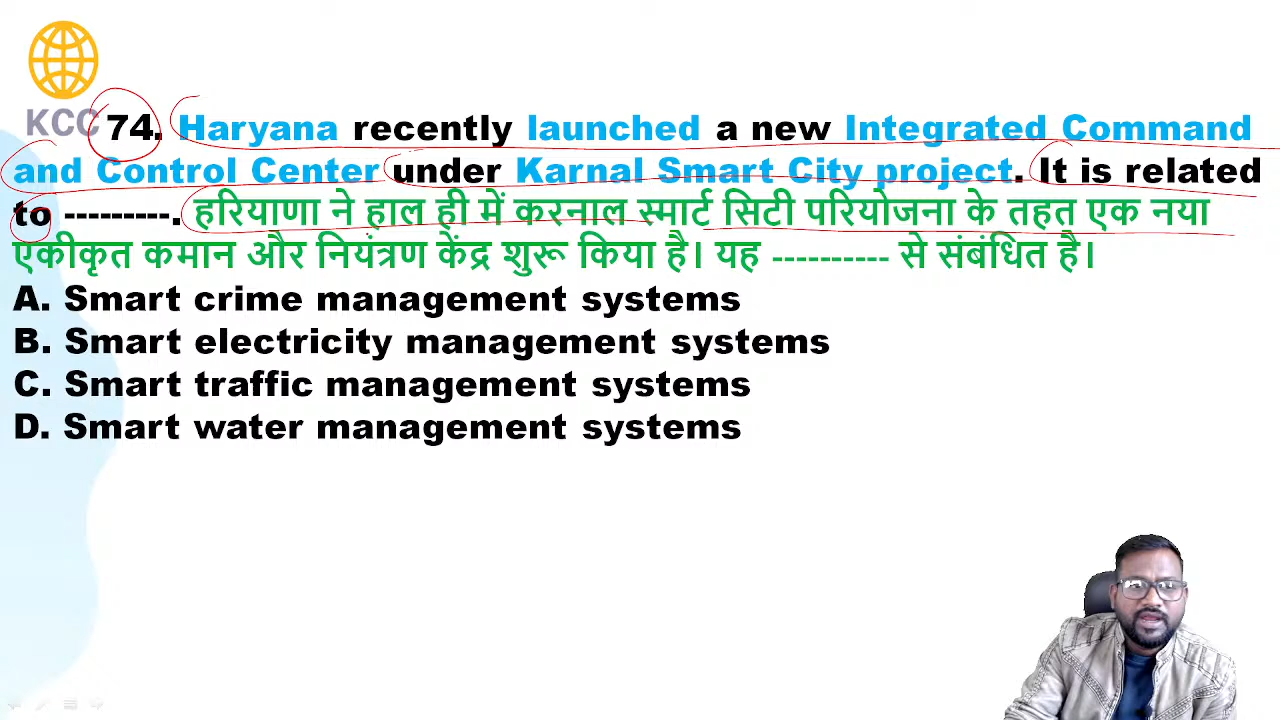 KCC
74. Haryana recently launched a new Integrated Command
and Control Center under Karnal Smart City project. It is related
to ---------. हरियाणा ने हाल ही में करनाल स्मार्ट सिटी परियोजना के तहत एक नया
एकीकृत कमान और नियंत्रण केंद्र शुरू किया है। यह ---------- से संबंधित है।
A. Smart crime management systems
B. Smart electricity management systems
C. Smart traffic management systems
D. Smart water management systems